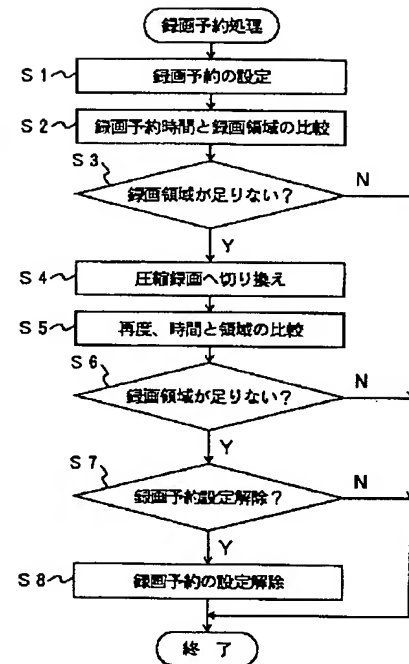 録画予約処理
S1
録画予約の設定
S2
録画予約時間と録画領域の比較
S3
録画領域が足りない?
N
Y
S4
圧縮録画へ切り換え
S5
再度、時間と領域の比較
S6
録画領域が足りない?
N
Y
S7
録画予約設定解除?
N
Y
S8
録画予約の設定解除
終 了